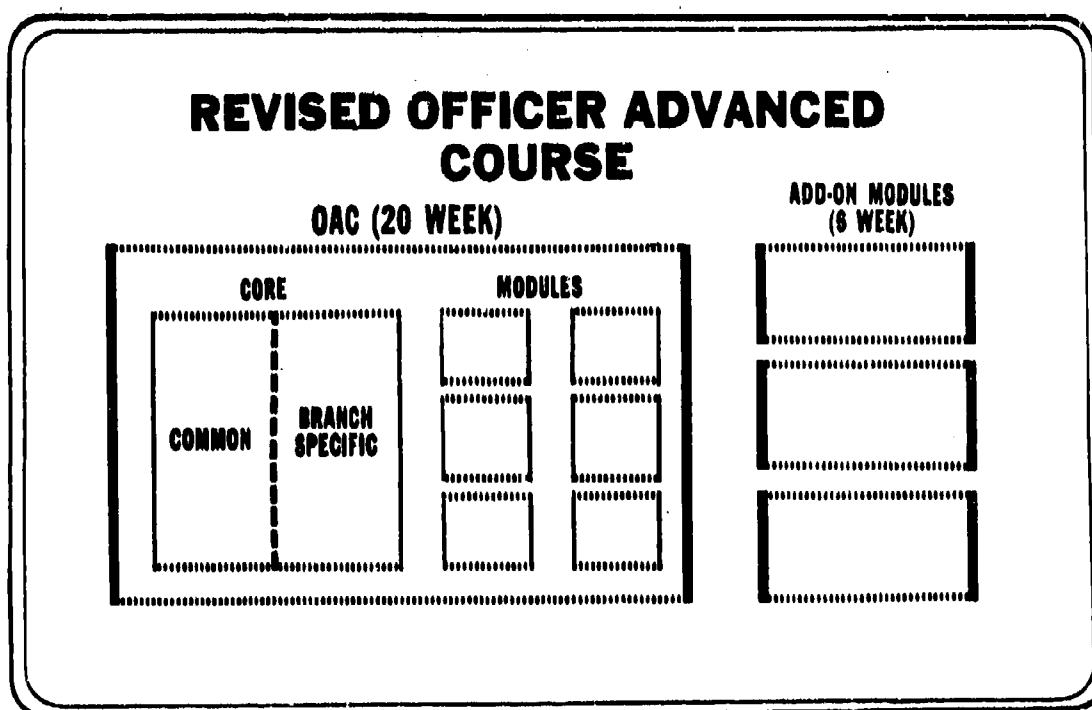 REVISED OFFICER ADVANCED
COURSE
OAC (20 WEEK)
ADD-ON MODULES
(6 WEEK)
CORE
MODULES
COMMON
BRANCH
SPECIFIC